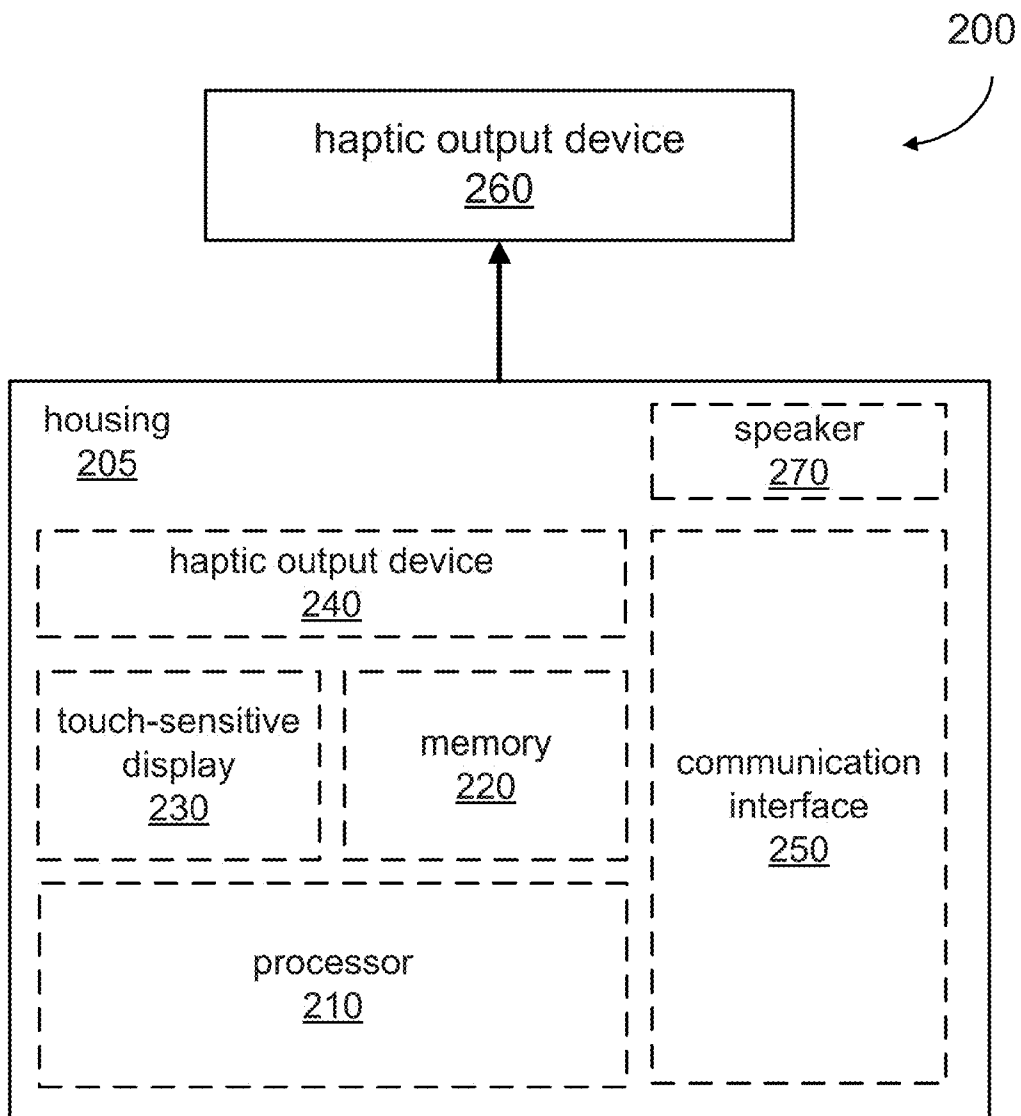 200
haptic output device
260
housing
205
speaker
270
haptic output device
240
touch-sensitive
display
230
memory
220
communication
interface
250
processor
210